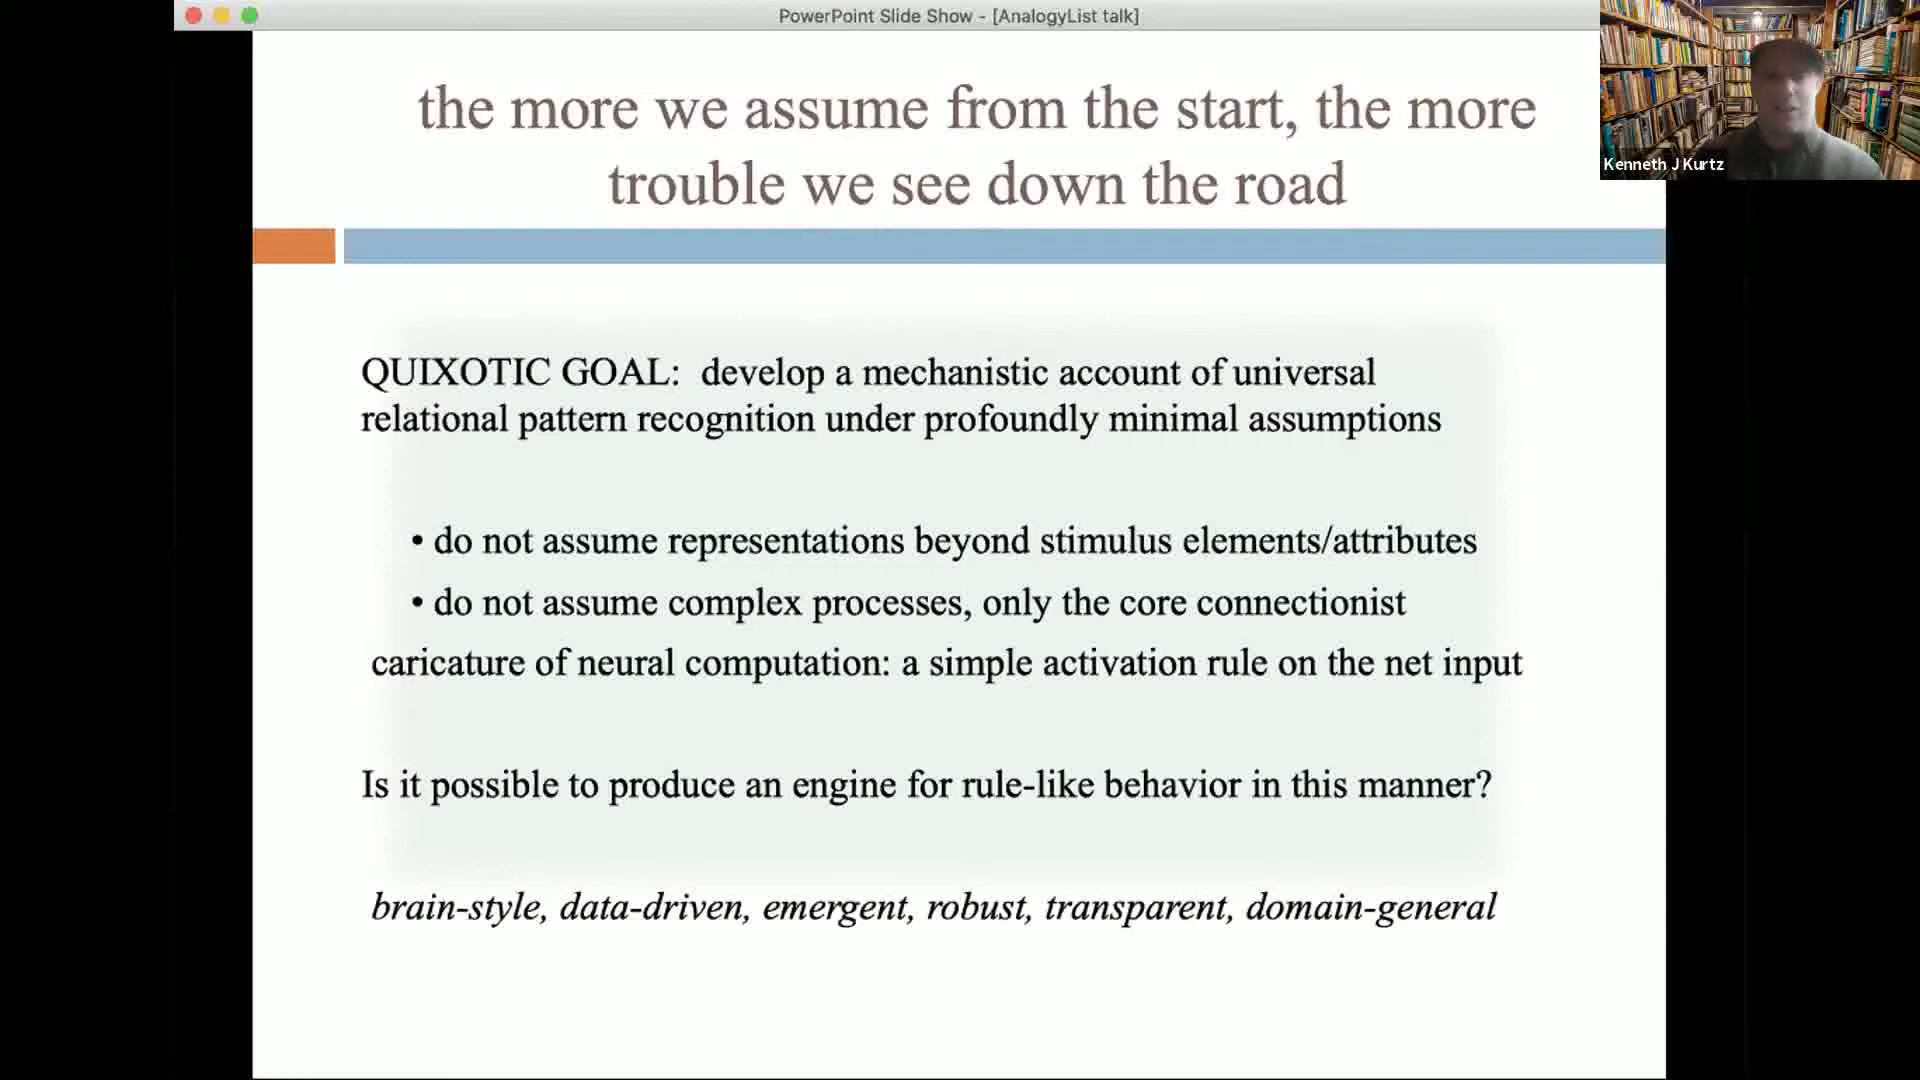 PowerPoint Slide Show - [AnalogyList talk]
the more we assume from the start, the more
trouble we see down the road
Kenneth J Kurtz
QUIXOTIC GOAL: develop a mechanistic account of universal
relational pattern recognition under profoundly minimal assumptions
• do not assume representations beyond stimulus elements/attributes
• do not assume complex processes, only the core connectionist
caricature of neural computation: a simple activation rule on the net input
Is it possible to produce an engine for rule-like behavior in this manner?
brain-style, data-driven, emergent, robust, transparent, domain-general